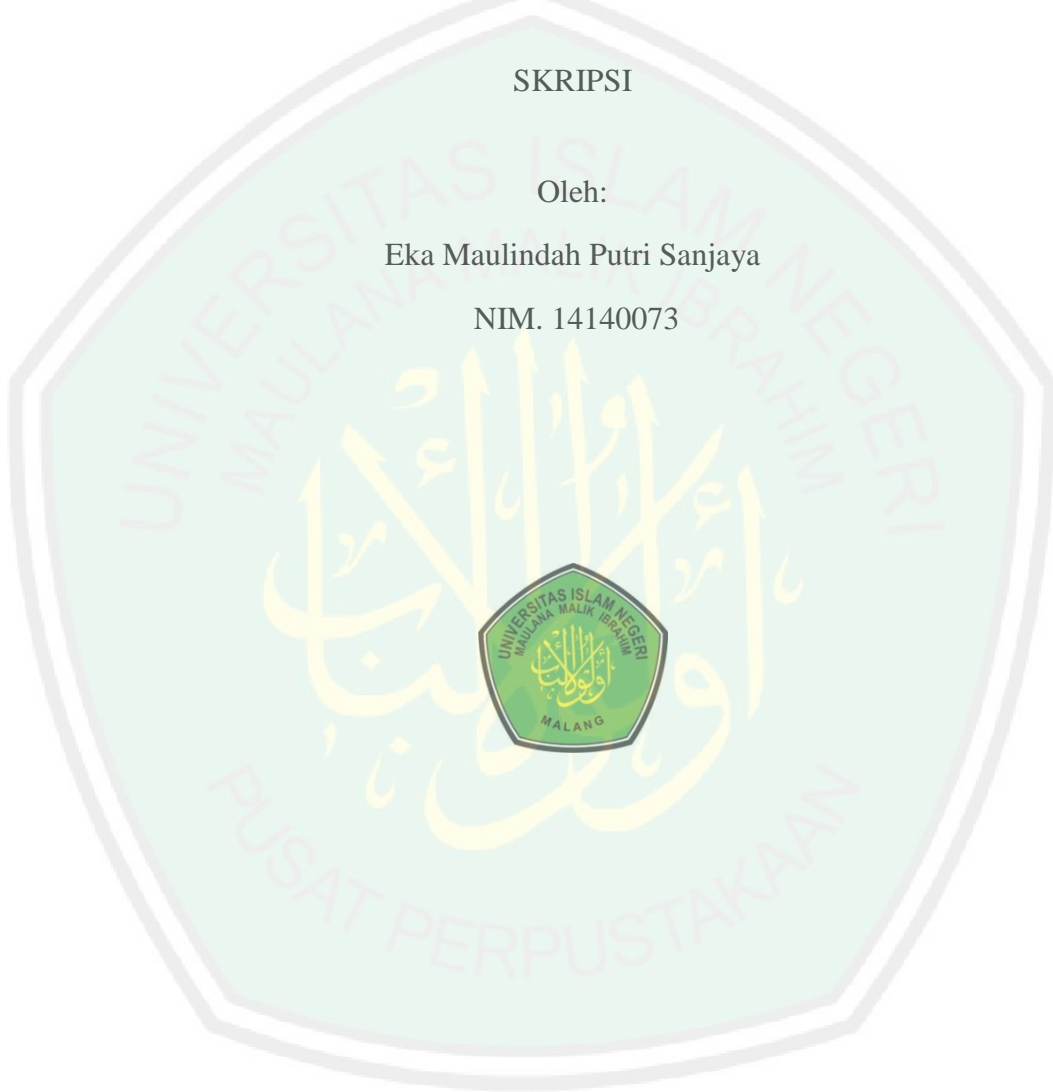 SKRIPSI
Oleh:
Eka Maulindah Putri Sanjaya
NIM. 14140073
UNIVERSITAS ISLAM NEGERI
MAULANA MALIK IBRAHIM
PUSAT PERPUSTAKAAN
UNIVERSITAS ISLAM NEGERI
MAULANA MALIK IBRAHIM
MALANG